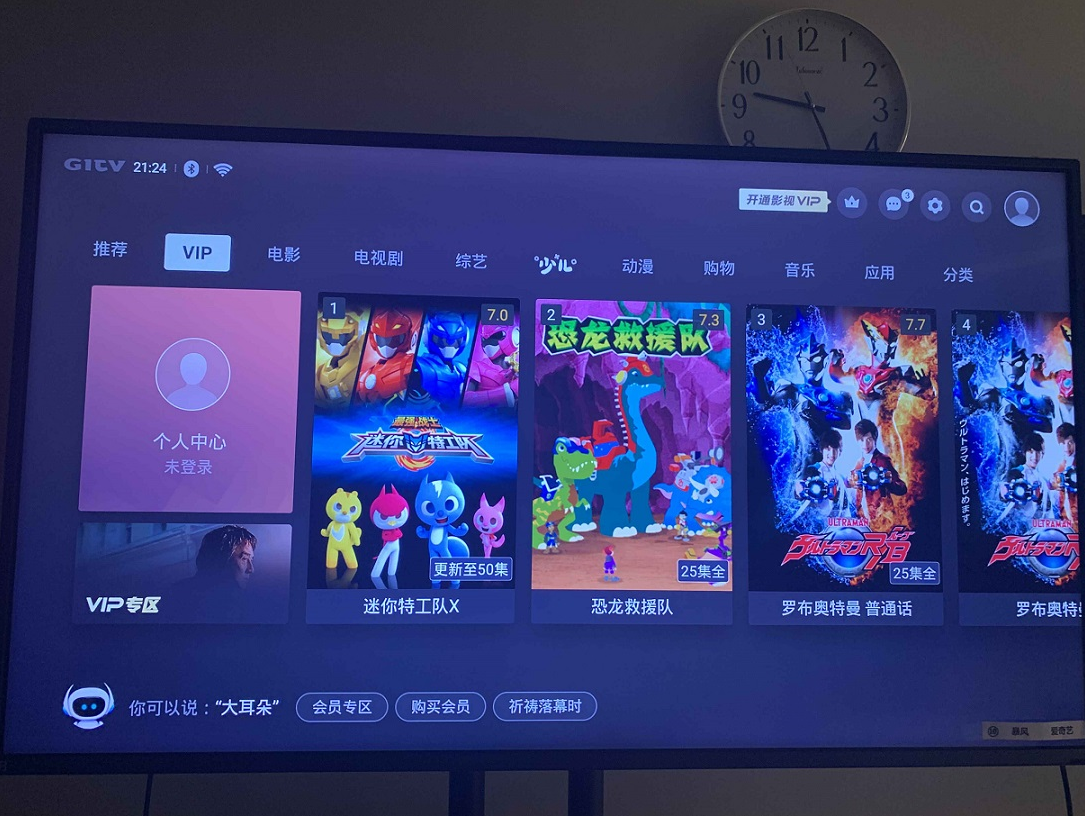 12
11
1
10
2
9
3
8
4
GITV 21:24
开通影视VIP
3
推荐 VIP 电影 电视剧 综艺 少儿 动漫 购物 音乐 应用 分类
个人中心
未登录
VIP专区
1 7.0
最强战士
迷你特工队
更新至50集
迷你特工队X
2 7.3
恐龙救援队
25集全
恐龙救援队
3 7.7
ULTRAMAN
ウルトラマンR/B
ルーブ
25集全
罗布奥特曼 普通话
4
ウルトラマン、はじめます。
ULTRAMAN
ウルトラマン
罗布奥特曼
你可以说:“大耳朵” 会员专区 购买会员 祈祷落幕时
暴风 爱奇艺